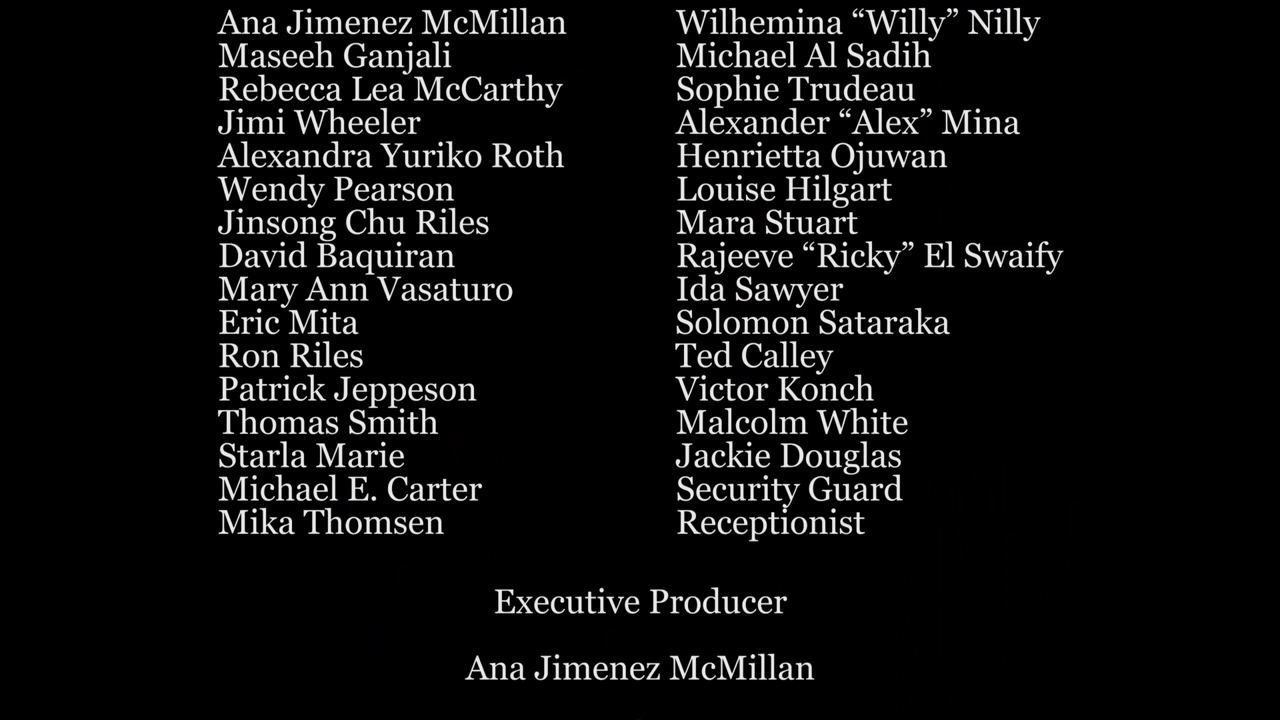 Ana Jimenez McMillan Wilhemina “Willy” Nilly
Maseeh Ganjali Michael Al Sadih
Rebecca Lea McCarthy Sophie Trudeau
Jimi Wheeler Alexander “Alex” Mina
Alexandra Yuriko Roth Henrietta Ojuwan
Wendy Pearson Louise Hilgart
Jinsong Chu Riles Mara Stuart
David Baquiran Rajeeve “Ricky” El Swaify
Mary Ann Vasaturo Ida Sawyer
Eric Mita Solomon Sataraka
Ron Riles Ted Calley
Patrick Jeppeson Victor Konch
Thomas Smith Malcolm White
Starla Marie Jackie Douglas
Michael E. Carter Security Guard
Mika Thomsen Receptionist
Executive Producer
Ana Jimenez McMillan